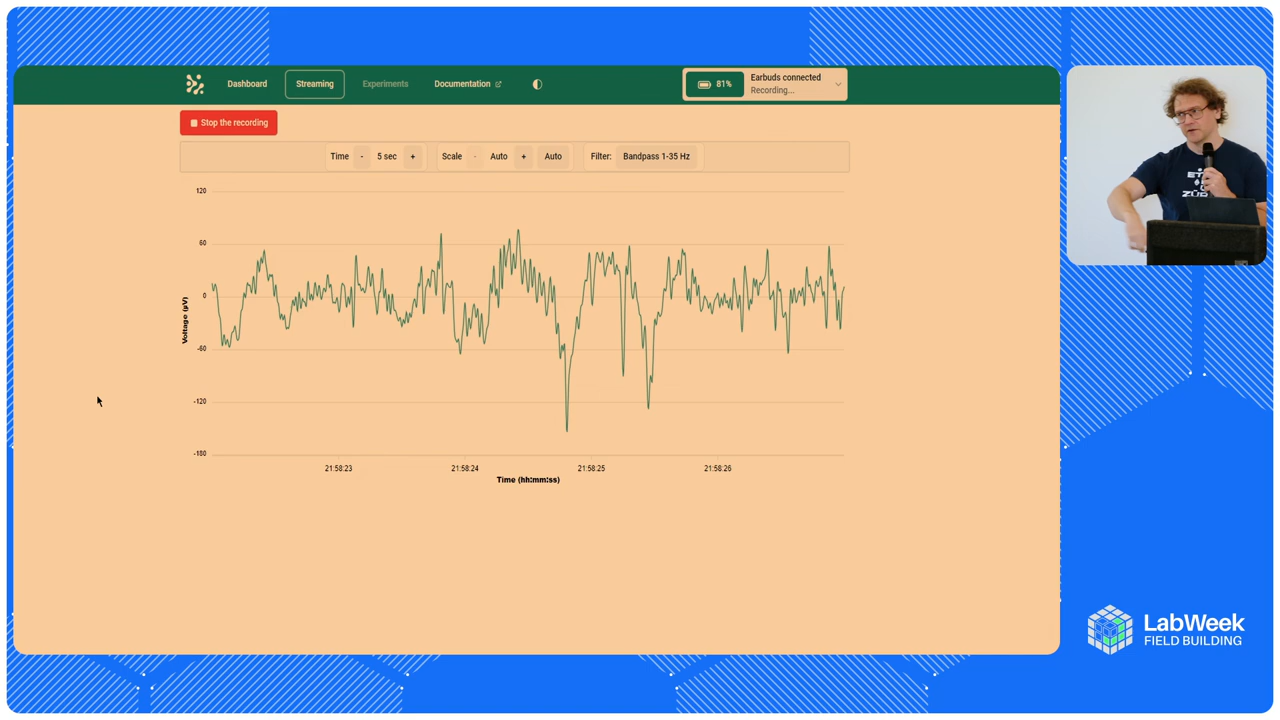 Dashboard
Streaming
Experiments
Documentation
81%
Earbuds connected
Recording...
Stop the recording
Time - 5 sec +
Scale - Auto + Auto
Filter: Bandpass 1-35 Hz
120
60
0
-60
-120
-180
Voltage (μV)
21:58:23 21:58:24 21:58:25 21:58:26
Time (hh:mm:ss)
LabWeek
FIELD BUILDING